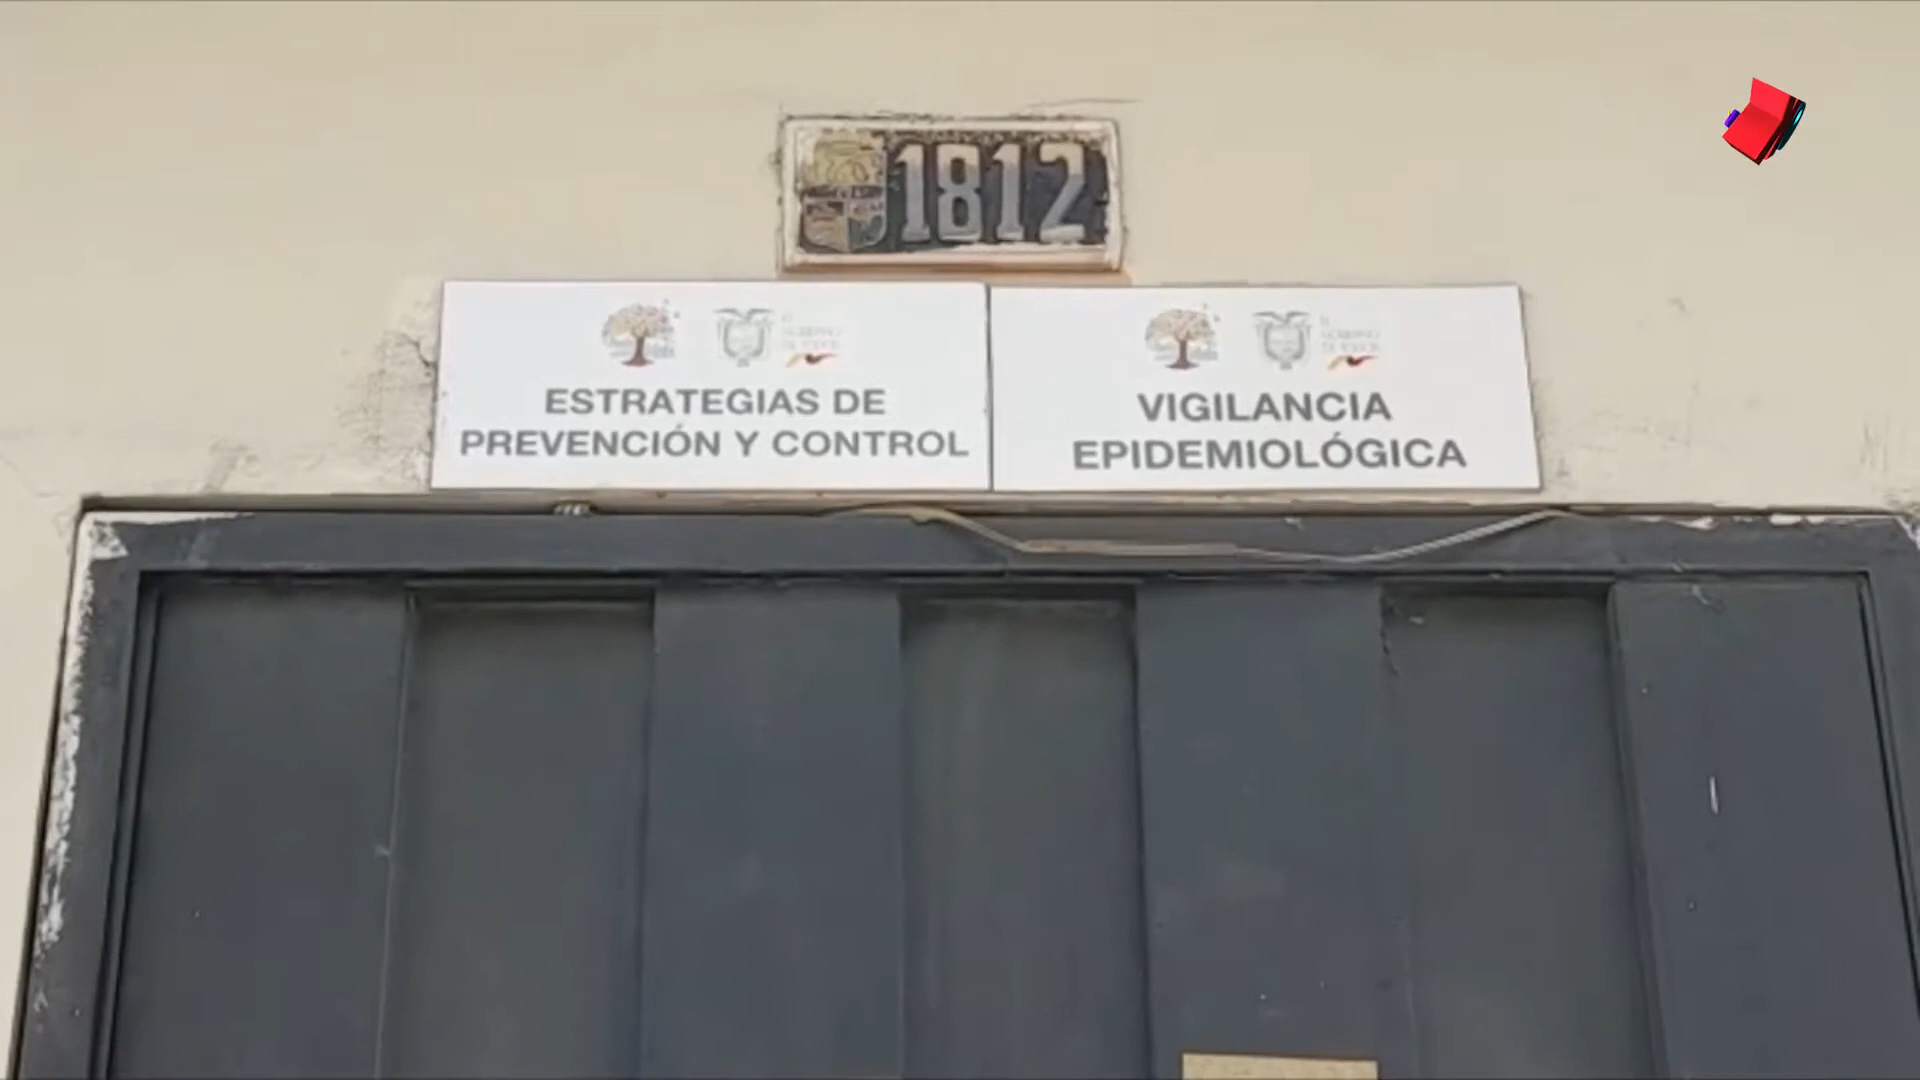 1812
ESTRATEGIAS DE
PREVENCIÓN Y CONTROL
VIGILANCIA
EPIDEMIOLÓGICA